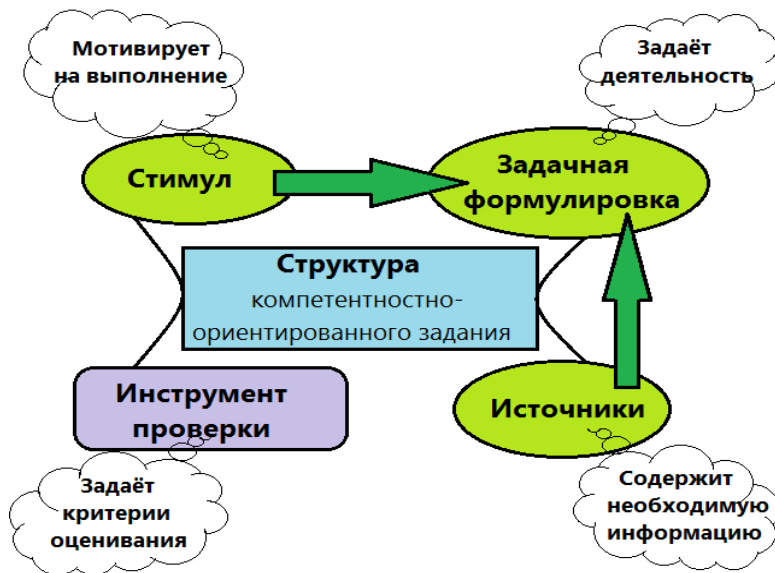 Мотивирует
на выполнение
Задаёт
деятельность
Стимул
Задачная
формулировка
Структура
компетентностно-
ориентированного задания
Инструмент
проверки
Источники
Задаёт
критерии
оценивания
Содержит
необходимую
информацию